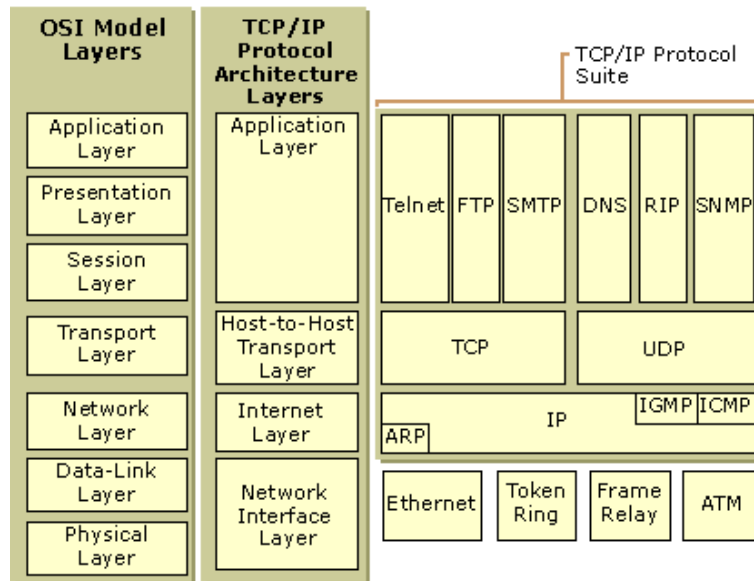 OSI Model
Layers
Application
Layer
Presentation
Layer
Session
Layer
Transport
Layer
Network
Layer
Data-Link
Layer
Physical
Layer
TCP/IP
Protocol
Architecture
Layers
Application
Layer
Host-to-Host
Transport
Layer
Internet
Layer
Network
Interface
Layer
TCP/IP Protocol
Suite
Telnet
FTP
SMTP
DNS
RIP
SNMP
TCP
UDP
IP
ARP
IGMP
ICMP
Ethernet
Token
Ring
Frame
Relay
ATM